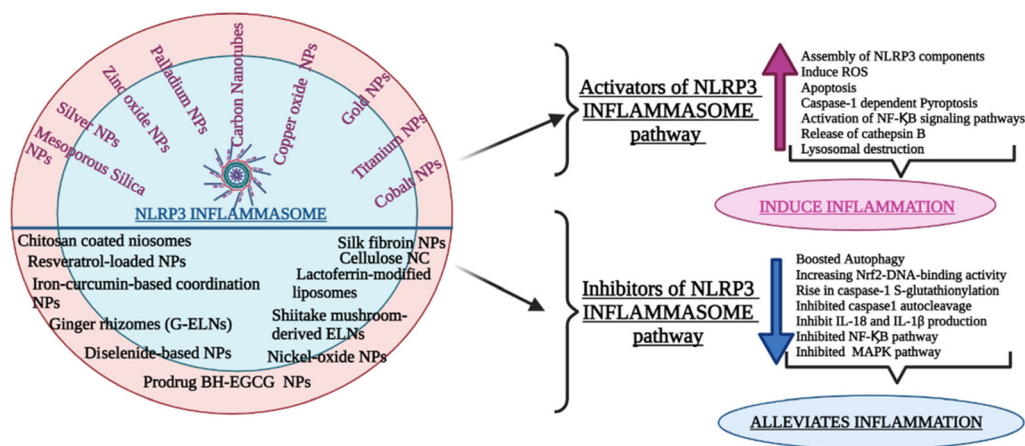 Mesoporous Silica
NPs
Silver NPs
Zinc oxide NPs
Palladium NPs
Carbon Nanotubes
Copper oxide NPs
Gold NPs
Titanium NPs
Cobalt NPs
NLRP3 INFLAMMASOME
Chitosan coated niosomes
Resveratrol-loaded NPs
Iron-curcumin-based coordination
NPs
Ginger rhizomes (G-ELNs)
Diselenide-based NPs
Prodrug BH-EGCG NPs
Silk fibroin NPs
Cellulose NC
Lactoferrin-modified
liposomes
Shiitake mushroom-
derived ELNs
Nickel-oxide NPs
Activators of NLRP3
INFLAMMASOME
pathway
Assembly of NLRP3 components
Induce ROS
Apoptosis
Caspase-1 dependent Pyroptosis
Activation of NF-ҚB signaling pathways
Release of cathepsin B
Lysosomal destruction
INDUCE INFLAMMATION
Inhibitors of NLRP3
INFLAMMASOME
pathway
Boosted Autophagy
Increasing Nrf2-DNA-binding activity
Rise in caspase-1 S-glutathionylation
Inhibited caspase1 autocleavage
Inhibit IL-18 and IL-1β production
Inhibited NF-ҚB pathway
Inhibited MAPK pathway
ALLEVIATES INFLAMMATION